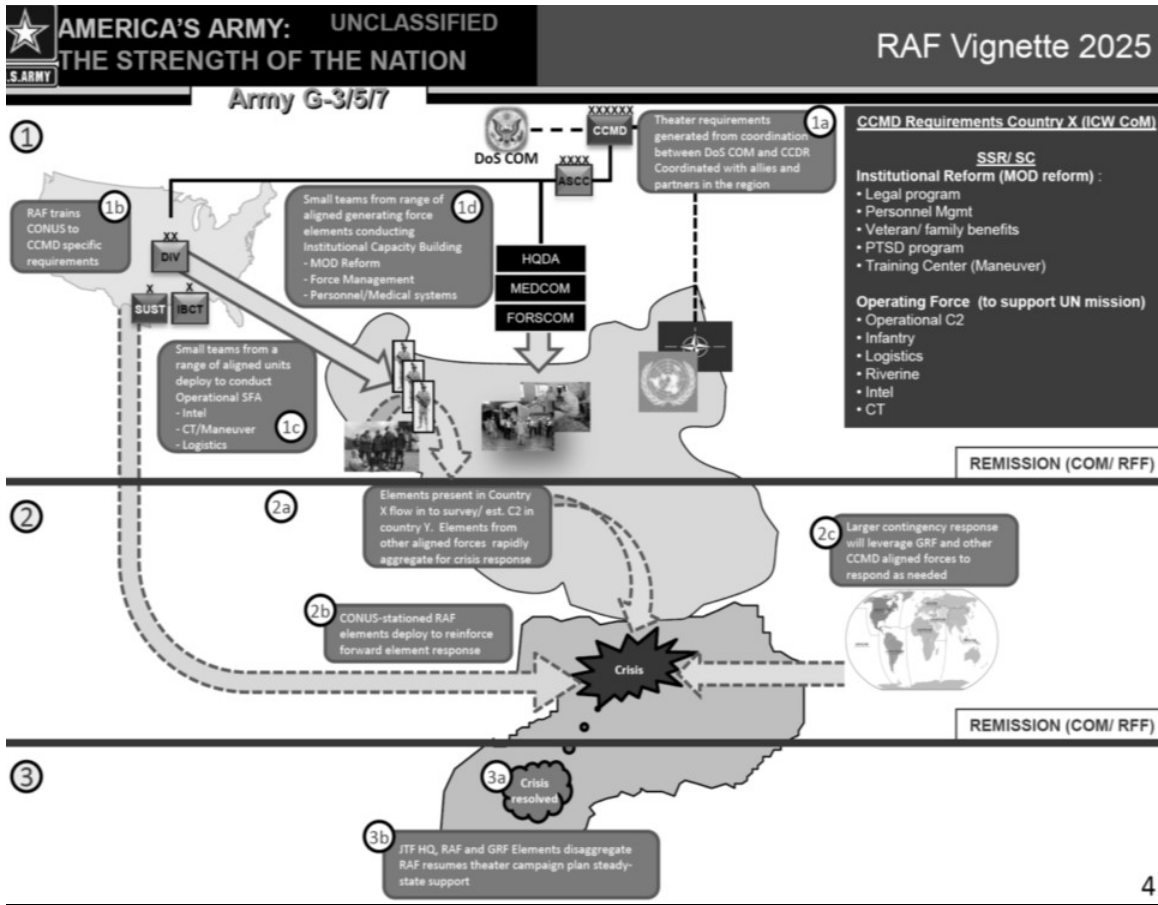 AMERICA'S ARMY:
UNCLASSIFIED
THE STRENGTH OF THE NATION
RAF Vignette 2025
U.S.ARMY
Army G-3/5/7
1
DoS COM
XXXXXX
CCMD
XXXX
ASCC
Theater requirements
generated from coordination
between DoS COM and CCDR
Coordinated with allies and
partners in the region
1a
RAF trains
CONUS to
CCMD specific
requirements
1b
XX
DIV
X
SUST
X
IBCT
Small teams from range of
aligned generating force
elements conducting
Institutional Capacity Building
- MOD Reform
- Force Management
- Personnel/Medical systems
1d
HQDA
MEDCOM
FORSCOM
Small teams from a
range of aligned units
deploy to conduct
Operational SFA
- Intel
- CT/Maneuver
- Logistics
1c
CCMD Requirements Country X (ICW CoM)
SSR/ SC
Institutional Reform (MOD reform) :
• Legal program
• Personnel Mgmt
• Veteran/ family benefits
• PTSD program
• Training Center (Maneuver)
Operating Force (to support UN mission)
• Operational C2
• Infantry
• Logistics
• Riverine
• Intel
• CT
REMISSION (COM/ RFF)
2
2a
Elements present in Country
X flow in to survey/ est. C2 in
country Y. Elements from
other aligned forces rapidly
aggregate for crisis response
2b
CONUS-stationed RAF
elements deploy to reinforce
forward element response
2c
Larger contingency response
will leverage GRF and other
CCMD aligned forces to
respond as needed
Crisis
REMISSION (COM/ RFF)
3
3a
Crisis
resolved
3b
JTF HQ, RAF and GRF Elements disaggregate
RAF resumes theater campaign plan steady-
state support
4